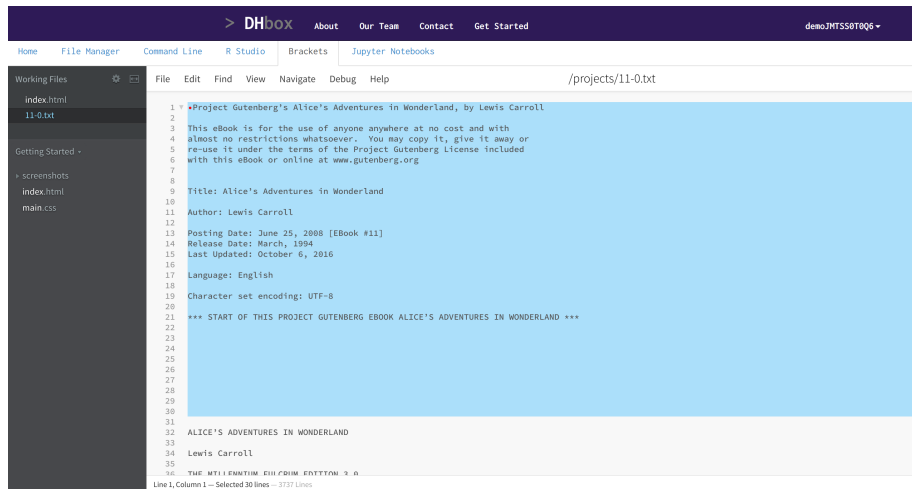 > DHbox About Our Team Contact Get Started demoJMTSS0T0Q6
Home File Manager Command Line R Studio Brackets Jupyter Notebooks
Working Files
index.html
11-0.txt
Getting Started
screenshots
index.html
main.css
File Edit Find View Navigate Debug Help /projects/11-0.txt
1 •Project Gutenberg's Alice's Adventures in Wonderland, by Lewis Carroll
2
3 This eBook is for the use of anyone anywhere at no cost and with
4 almost no restrictions whatsoever. You may copy it, give it away or
5 re-use it under the terms of the Project Gutenberg License included
6 with this eBook or online at www.gutenberg.org
7
8
9 Title: Alice's Adventures in Wonderland
10
11 Author: Lewis Carroll
12
13 Posting Date: June 25, 2008 [EBook #11]
14 Release Date: March, 1994
15 Last Updated: October 6, 2016
16
17 Language: English
18
19 Character set encoding: UTF-8
20
21 *** START OF THIS PROJECT GUTENBERG EBOOK ALICE'S ADVENTURES IN WONDERLAND ***
22
23
24
25
26
27
28
29
30
31
32 ALICE'S ADVENTURES IN WONDERLAND
33
34 Lewis Carroll
35
36 THE MILLENNIUM FULCRUM EDITION 3.0
Line 1, Column 1 — Selected 30 lines — 3737 Lines